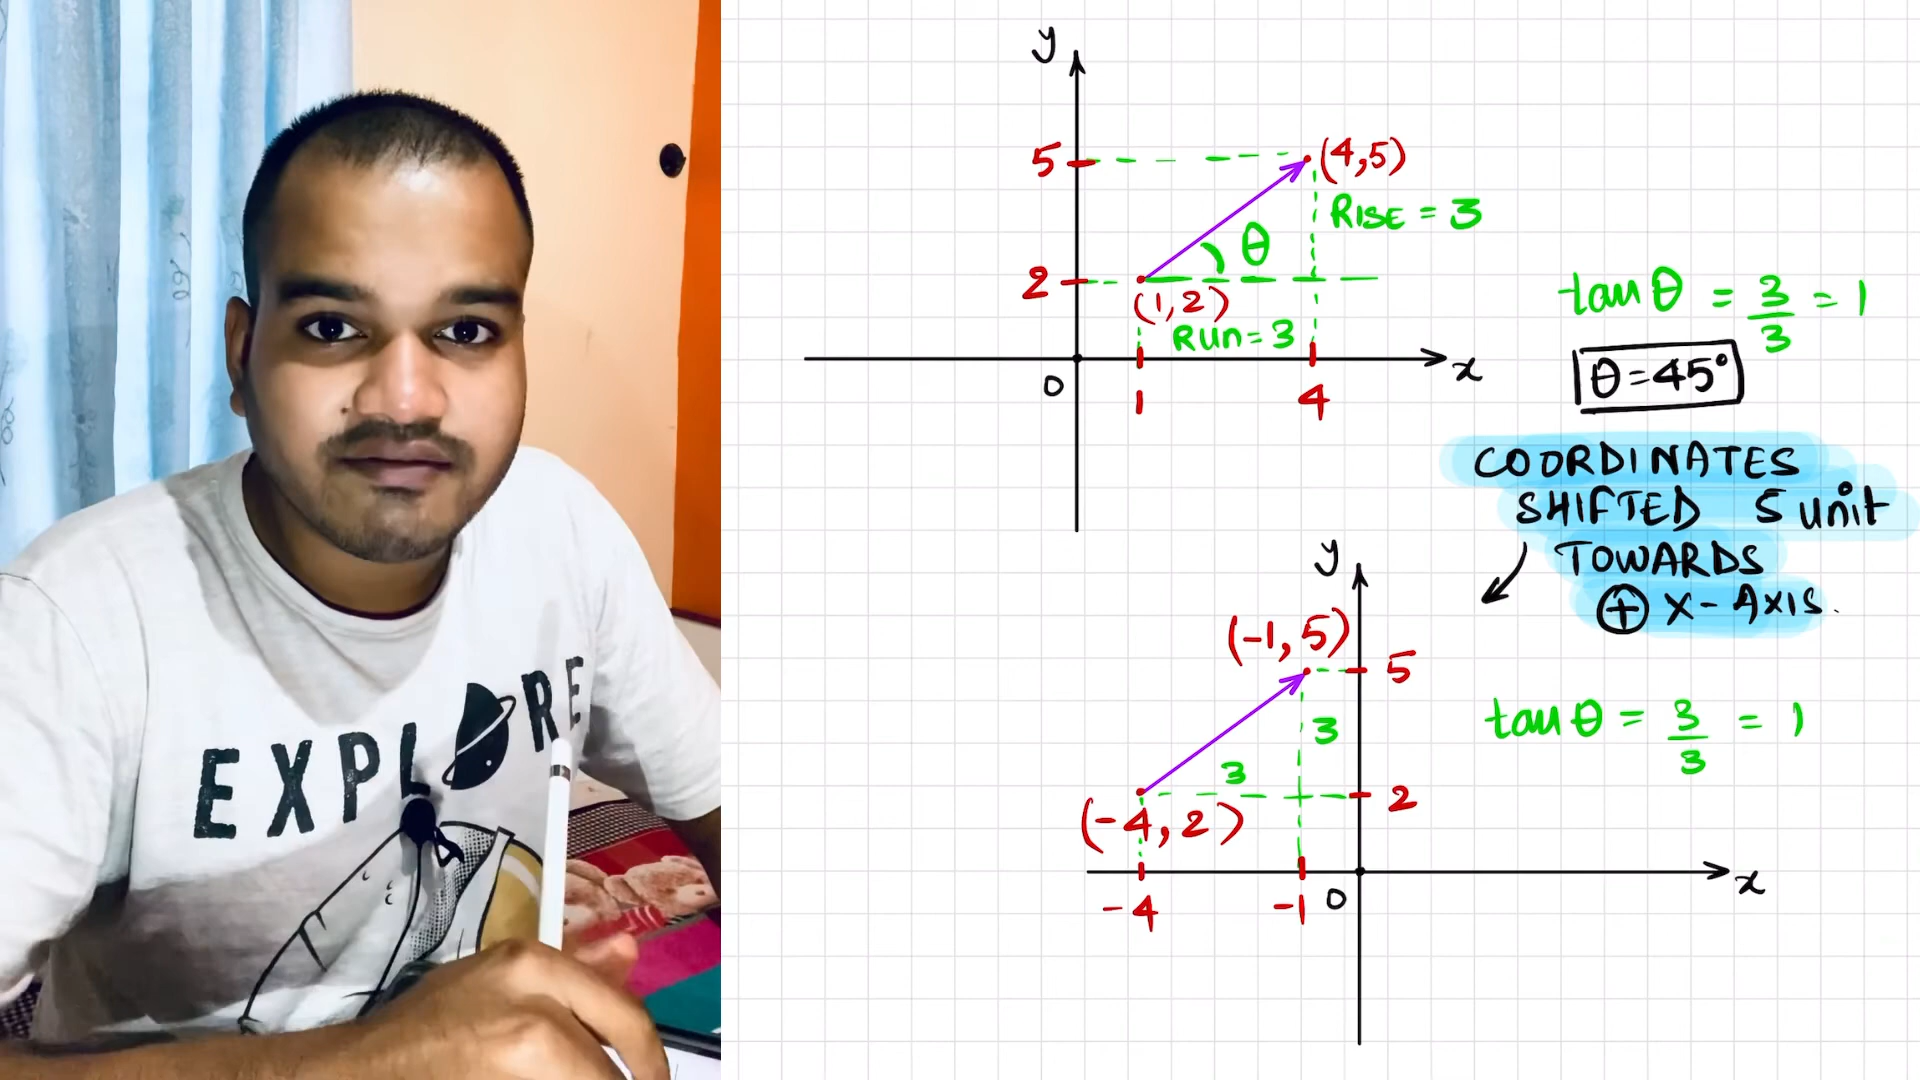 EXPLORE
y
5
(4,5)
RISE = 3
θ
2
(1,2)
Run=3
x
0
1
4
tan θ = 3/3 = 1
θ=45°
COORDINATES
SHIFTED 5 unit
TOWARDS
⊕ X-AXIS.
y
(-1,5)
5
3
3
2
(-4,2)
x
-4
-1
0
tan θ = 3/3 = 1